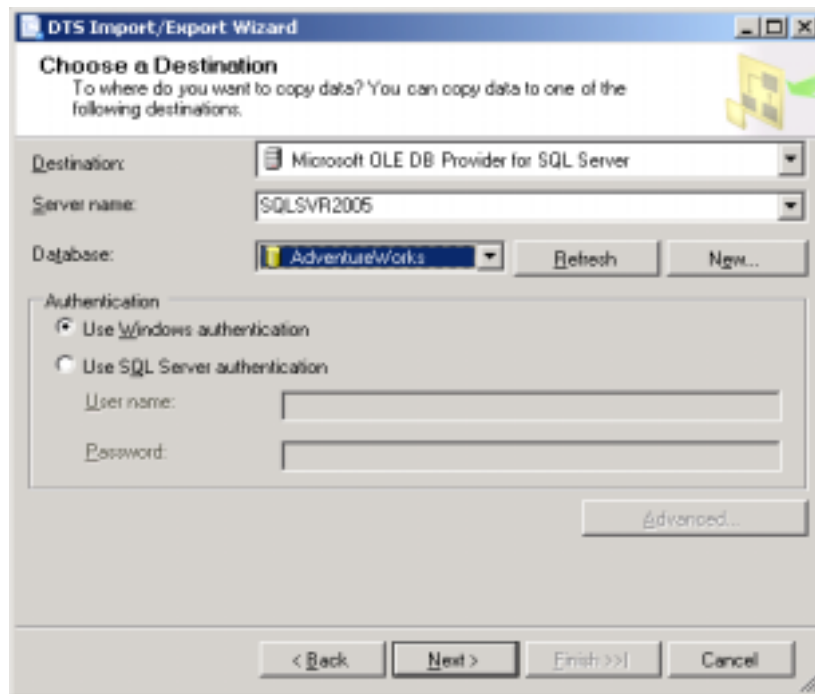 DTS Import/Export Wizard
Choose a Destination
To where do you want to copy data? You can copy data to one of the
following destinations.
Destination: Microsoft OLE DB Provider for SQL Server
Server name: SQLSVR2005
Database: AdventureWorks Refresh New...
Authentication
Use Windows authentication
Use SQL Server authentication
User name:
Password:
Advanced...
< Back Next > Finish >>| Cancel